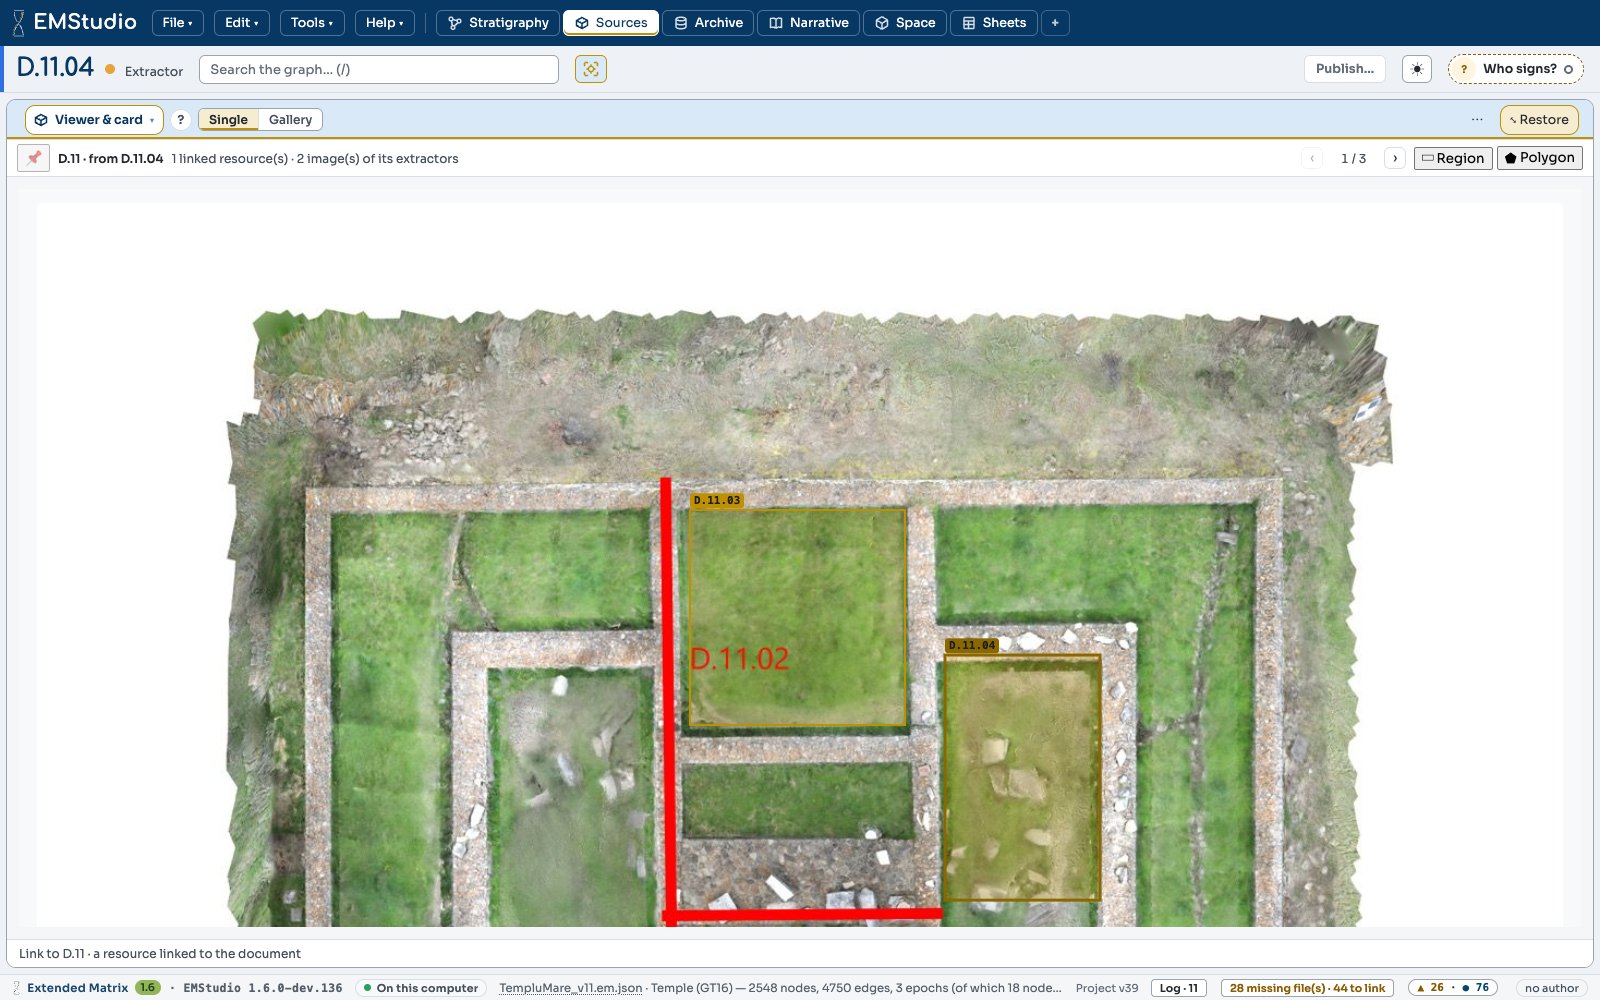 EMStudio File Edit Tools Help Stratigraphy Sources Archive Narrative Space Sheets +
D.11.04 Extractor Search the graph... (/) Publish... ? Who signs?
Viewer & card ? Single Gallery ... Restore
D.11 · from D.11.04 1 linked resource(s) · 2 image(s) of its extractors ‹ 1 / 3 › Region Polygon
D.11.03
D.11.04
D.11.02
Link to D.11 · a resource linked to the document
Extended Matrix 1.6 · EMStudio 1.6.0-dev.136 On this computer TempluMare_v11.em.json · Temple (GT16) — 2548 nodes, 4750 edges, 3 epochs (of which 18 node... Project v39 Log · 11 28 missing file(s) · 44 to link ▲ 26 · ● 76 no author